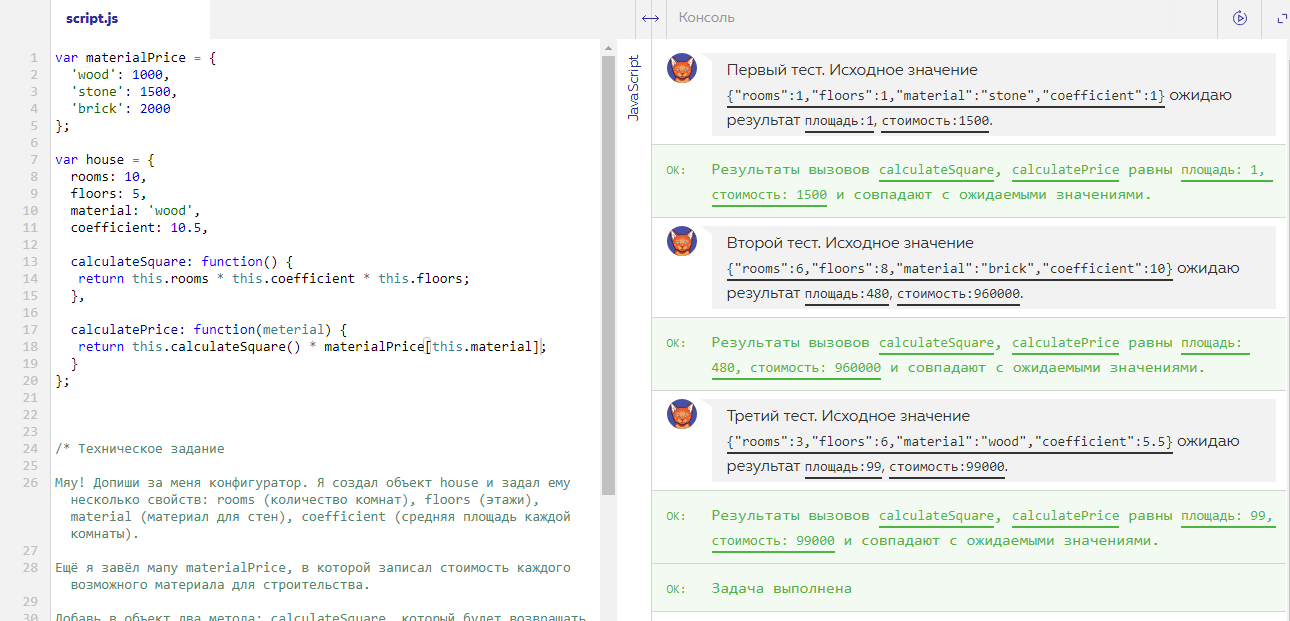 script.js
1 var materialPrice = {
2 'wood': 1000,
3 'stone': 1500,
4 'brick': 2000
5 };
6
7 var house = {
8 rooms: 10,
9 floors: 5,
10 material: 'wood',
11 coefficient: 10.5,
12
13 calculateSquare: function() {
14 return this.rooms * this.coefficient * this.floors;
15 },
16
17 calculatePrice: function(meterial) {
18 return this.calculateSquare() * materialPrice[this.material];
19 }
20 };
21
22
23
24 /* Техническое задание
25
26 Мяу! Допиши за меня конфигуратор. Я создал объект house и задал ему
несколько свойств: rooms (количество комнат), floors (этажи),
material (материал для стен), coefficient (средняя площадь каждой
комнаты).
27
28 Ещё я завёл мапу materialPrice, в которой записал стоимость каждого
возможного материала для строительства.
29
30 Добавь в объект два метода: calculateSquare, который будет возвращать
JavaScript
Консоль
Первый тест. Исходное значение
{"rooms":1,"floors":1,"material":"stone","coefficient":1} ожидаю
результат площадь:1, стоимость:1500.
OK: Результаты вызовов calculateSquare, calculatePrice равны площадь: 1,
стоимость: 1500 и совпадают с ожидаемыми значениями.
Второй тест. Исходное значение
{"rooms":6,"floors":8,"material":"brick","coefficient":10} ожидаю
результат площадь:480, стоимость:960000.
OK: Результаты вызовов calculateSquare, calculatePrice равны площадь:
480, стоимость: 960000 и совпадают с ожидаемыми значениями.
Третий тест. Исходное значение
{"rooms":3,"floors":6,"material":"wood","coefficient":5.5} ожидаю
результат площадь:99, стоимость:99000.
OK: Результаты вызовов calculateSquare, calculatePrice равны площадь: 99,
стоимость: 99000 и совпадают с ожидаемыми значениями.
OK: Задача выполнена